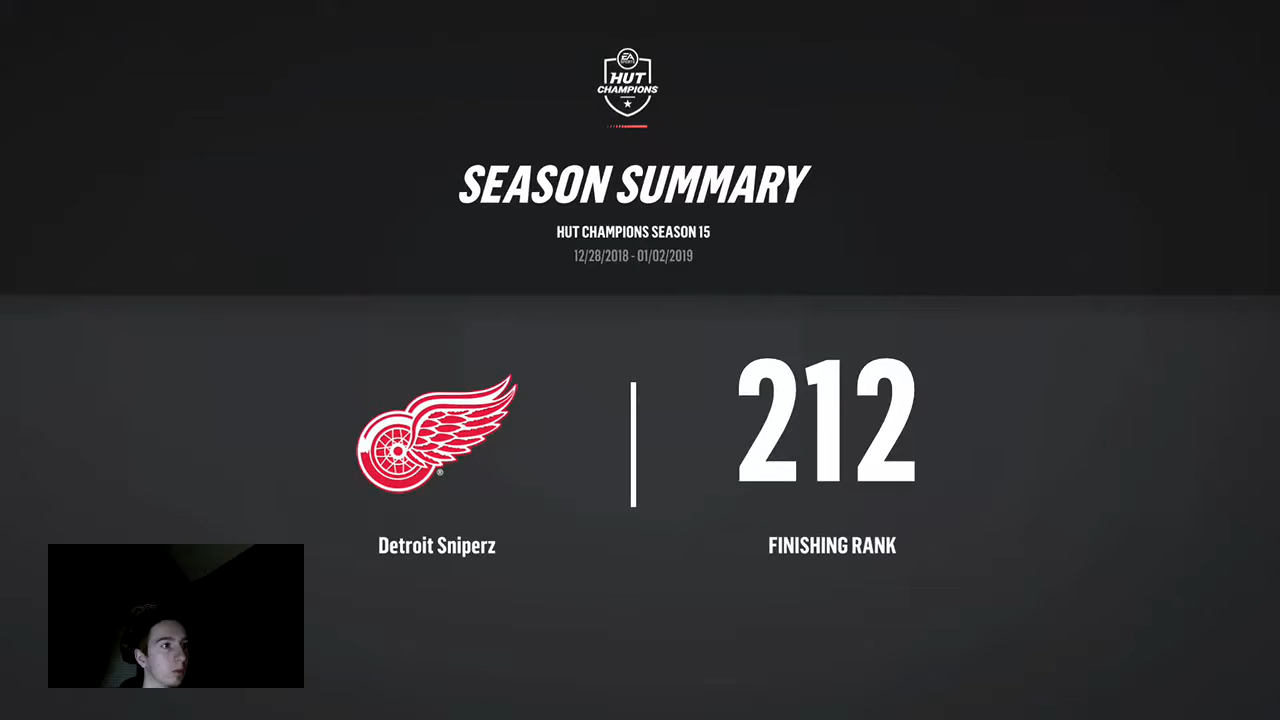 EA
SPORTS
HUT
CHAMPIONS
SEASON SUMMARY
HUT CHAMPIONS SEASON 15
12/28/2018 - 01/02/2019
212
®
Detroit Sniperz
FINISHING RANK